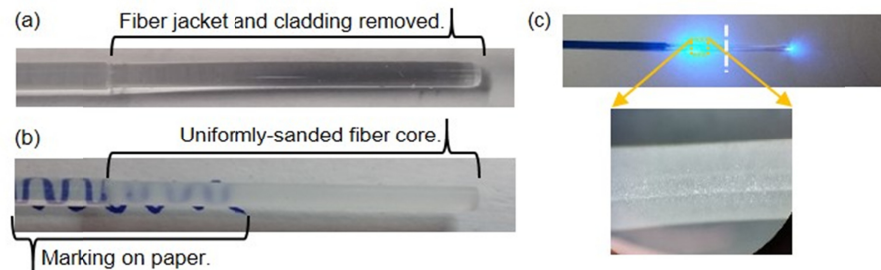 (a)
Fiber jacket and cladding removed.
(b)
Uniformly-sanded fiber core.
Marking on paper.
(c)